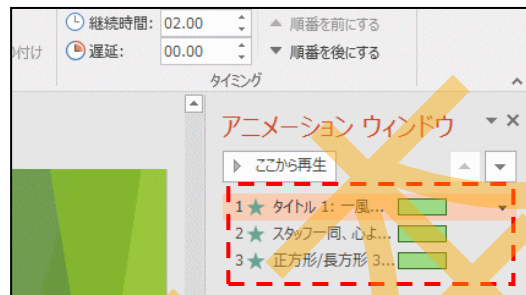 継続時間: 02.00 順番を前にする
付け 遅延: 00.00 順番を後にする
タイミング
アニメーション ウィンドウ
ここから再生
1 タイトル 1: 一風...
2 スタッフ一同、心よ...
3 正方形/長方形 3...